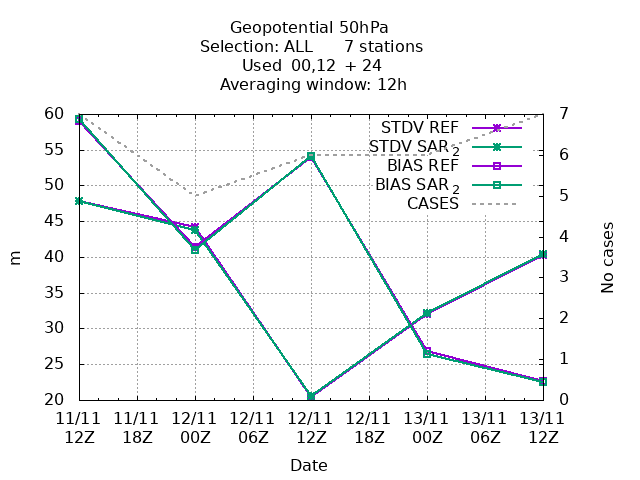 Geopotential 50hPa
Selection: ALL 7 stations
Used 00,12 + 24
Averaging window: 12h
60
55
50
45
40
35
30
25
20
m
7
6
5
4
3
2
1
0
No cases
STDV REF
STDV SAR2
BIAS REF
BIAS SAR2
CASES
11/11 11/11 12/11 12/11 12/11 12/11 13/11 13/11 13/11
12Z 18Z 00Z 06Z 12Z 18Z 00Z 06Z 12Z
Date